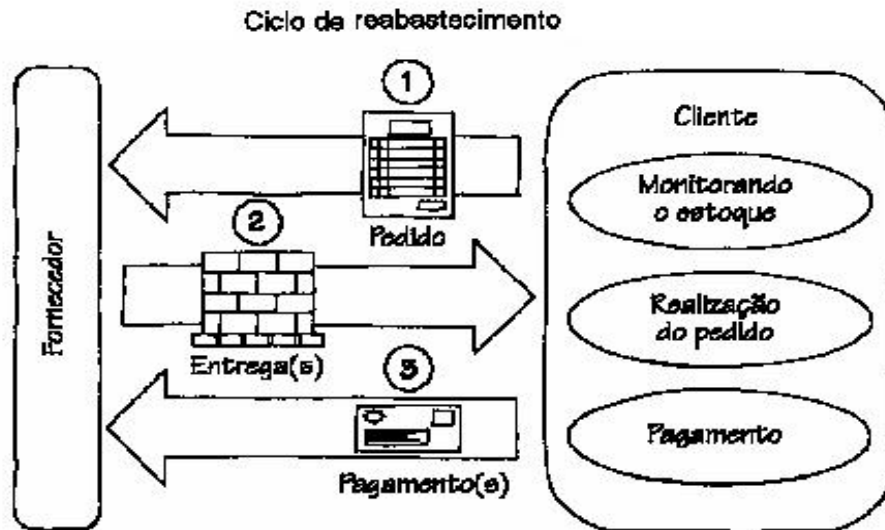 Ciclo de reabastecimento
1
Cliente
Monitorando
o estoque
Pedido
2
Fornecedor
Realização
do pedido
Entrega(s)
3
Pagamento
Pagamento(s)